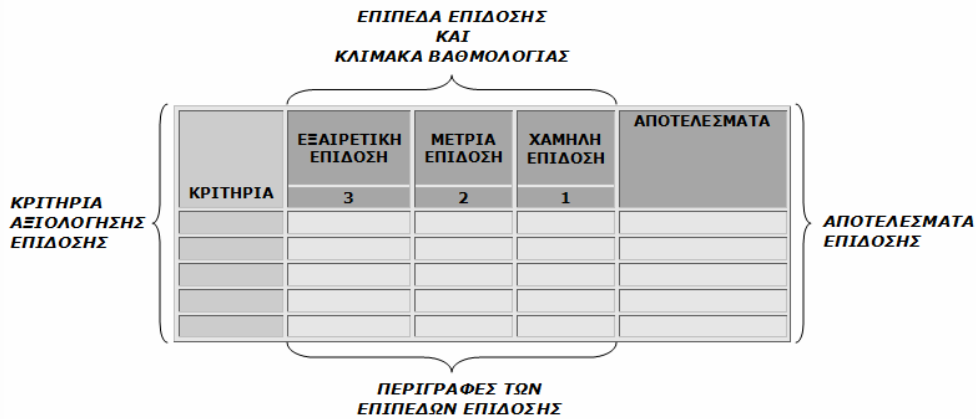 ΕΠΙΠΕΔΑ ΕΠΙΔΟΣΗΣ
ΚΑΙ
ΚΛΙΜΑΚΑ ΒΑΘΜΟΛΟΓΙΑΣ
ΚΡΙΤΗΡΙΑ
ΑΞΙΟΛΟΓΗΣΗΣ
ΕΠΙΔΟΣΗΣ
ΚΡΙΤΗΡΙΑ
ΕΞΑΙΡΕΤΙΚΗ
ΕΠΙΔΟΣΗ
3
ΜΕΤΡΙΑ
ΕΠΙΔΟΣΗ
2
ΧΑΜΗΛΗ
ΕΠΙΔΟΣΗ
1
ΑΠΟΤΕΛΕΣΜΑΤΑ
ΑΠΟΤΕΛΕΣΜΑΤΑ
ΕΠΙΔΟΣΗΣ
ΠΕΡΙΓΡΑΦΕΣ ΤΩΝ
ΕΠΙΠΕΔΩΝ ΕΠΙΔΟΣΗΣ